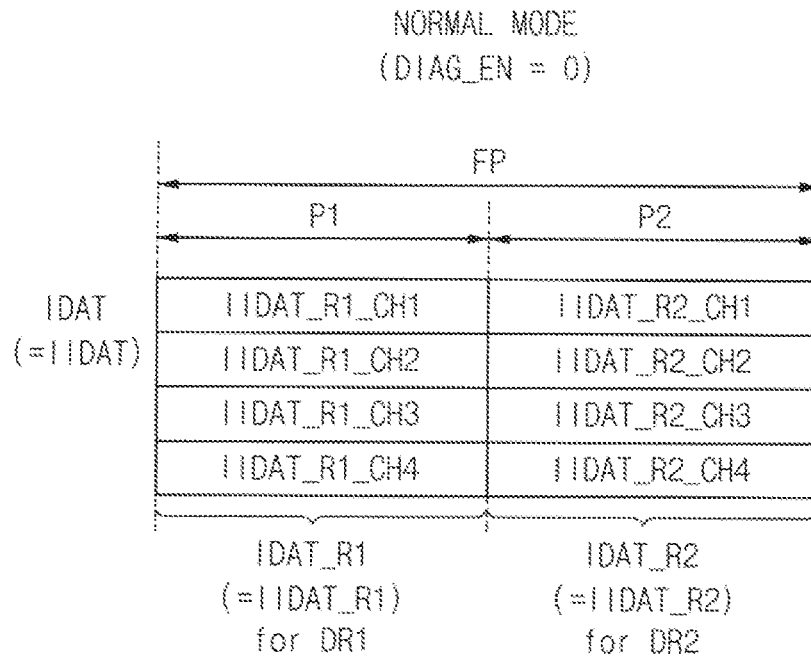 NORMAL MODE
(DIAG_EN = 0)
FP
P1 P2
IDAT
(=IIDAT)
IIDAT_R1_CH1 IIDAT_R2_CH1
IIDAT_R1_CH2 IIDAT_R2_CH2
IIDAT_R1_CH3 IIDAT_R2_CH3
IIDAT_R1_CH4 IIDAT_R2_CH4
IDAT_R1
(=IIDAT_R1)
for DR1
IDAT_R2
(=IIDAT_R2)
for DR2